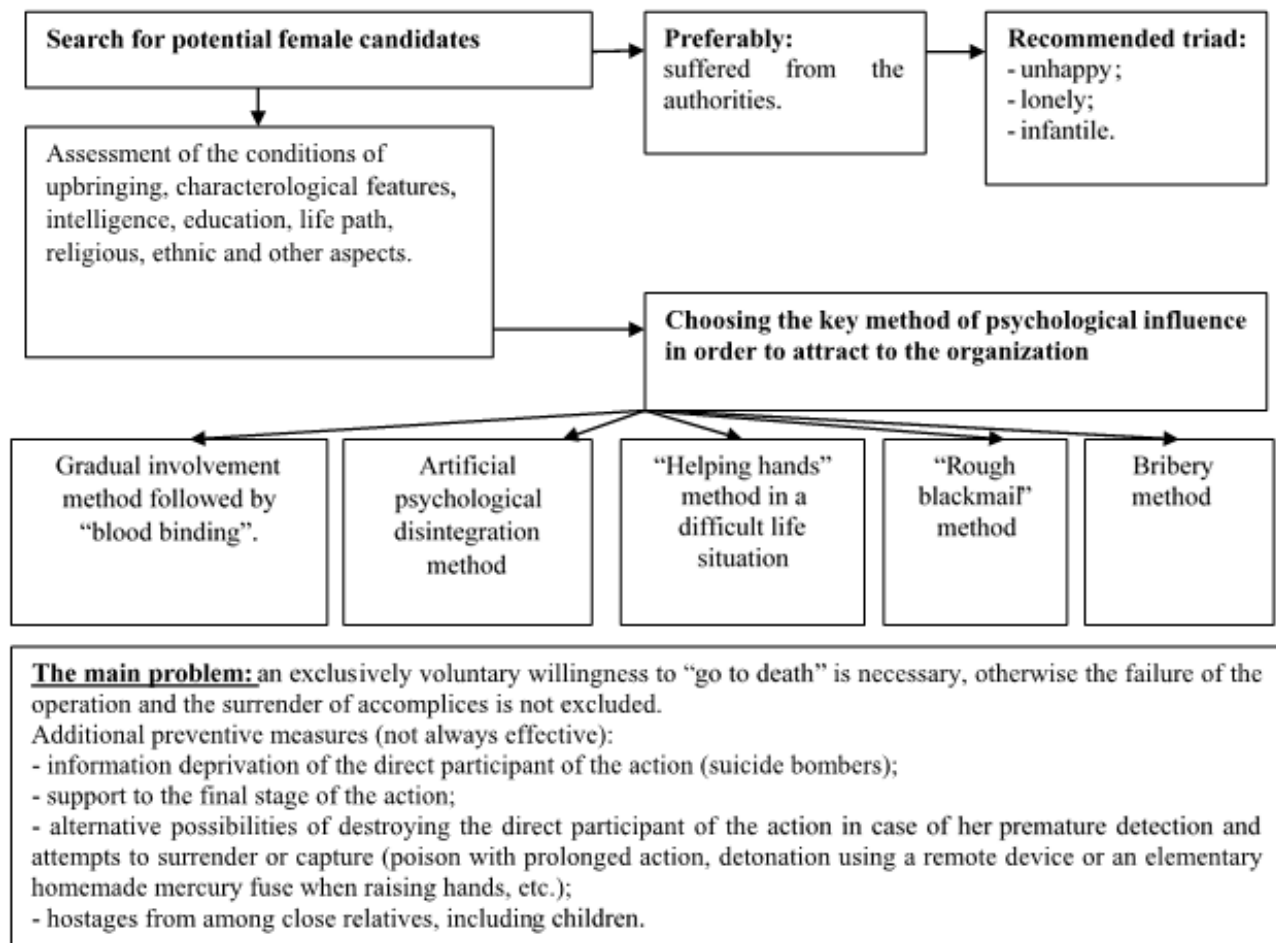 Search for potential female candidates
Preferably:
suffered from the
authorities.
Recommended triad:
- unhappy;
- lonely;
- infantile.
Assessment of the conditions of
upbringing, characterological features,
intelligence, education, life path,
religious, ethnic and other aspects.
Choosing the key method of psychological influence
in order to attract to the organization
Gradual involvement
method followed by
“blood binding”.
Artificial
psychological
disintegration
method
“Helping hands”
method in a
difficult life
situation
“Rough
blackmail”
method
Bribery
method
The main problem: an exclusively voluntary willingness to “go to death” is necessary, otherwise the failure of the
operation and the surrender of accomplices is not excluded.
Additional preventive measures (not always effective):
- information deprivation of the direct participant of the action (suicide bombers);
- support to the final stage of the action;
- alternative possibilities of destroying the direct participant of the action in case of her premature detection and
attempts to surrender or capture (poison with prolonged action, detonation using a remote device or an elementary
homemade mercury fuse when raising hands, etc.);
- hostages from among close relatives, including children.